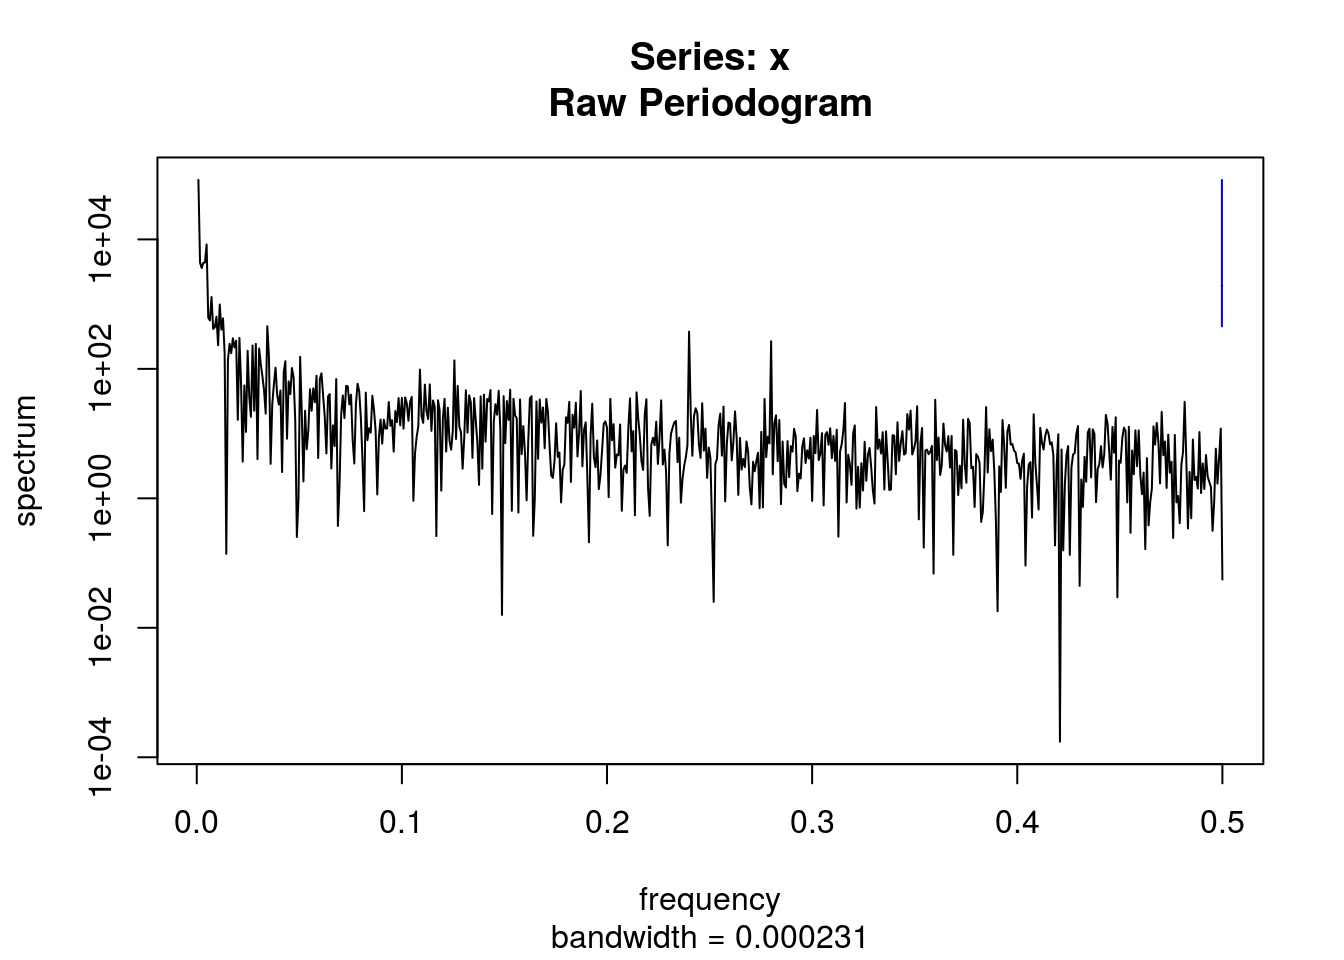 Series: x
Raw Periodogram
1e+04
1e+02
1e+00
1e-02
1e-04
spectrum
0.0 0.1 0.2 0.3 0.4 0.5
frequency
bandwidth = 0.000231